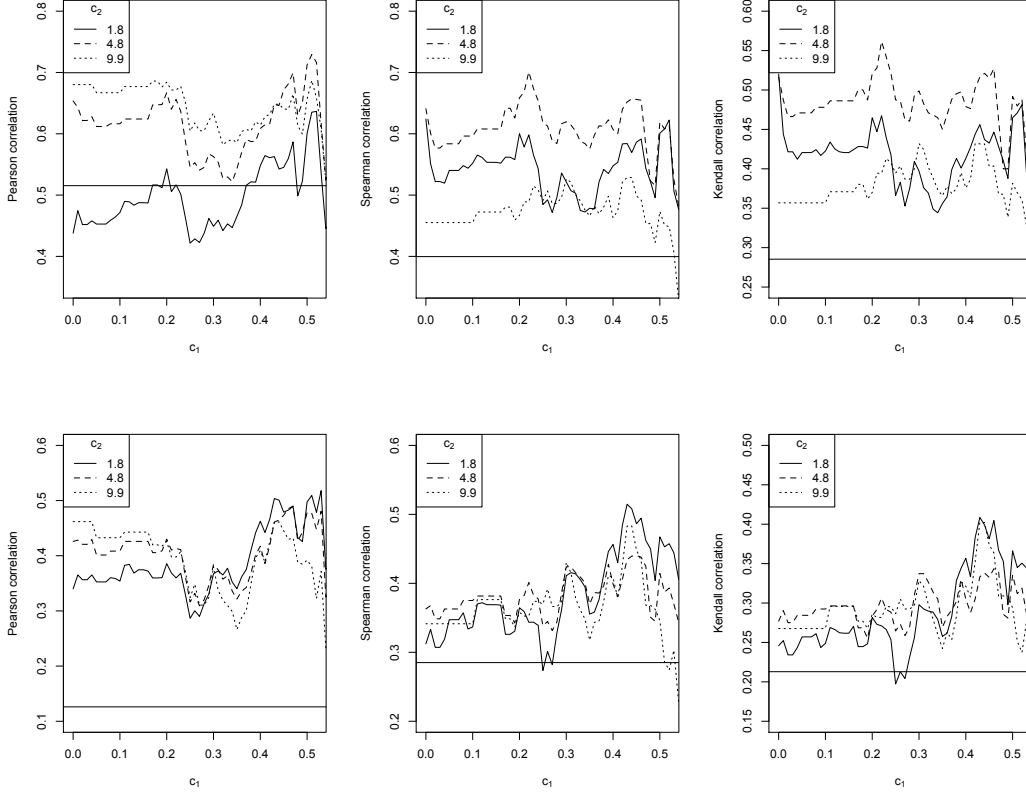 Pearson correlation
0.4 0.5 0.6 0.7 0.8
c2
1.8
4.8
9.9
0.0 0.1 0.2 0.3 0.4 0.5
c1
Spearman correlation
0.4 0.5 0.6 0.7 0.8
c2
1.8
4.8
9.9
0.0 0.1 0.2 0.3 0.4 0.5
c1
Kendall correlation
0.25 0.30 0.35 0.40 0.45 0.50 0.55 0.60
c2
1.8
4.8
9.9
0.0 0.1 0.2 0.3 0.4 0.5
c1
Pearson correlation
0.1 0.2 0.3 0.4 0.5 0.6
c2
1.8
4.8
9.9
0.0 0.1 0.2 0.3 0.4 0.5
c1
Spearman correlation
0.2 0.3 0.4 0.5 0.6
c2
1.8
4.8
9.9
0.0 0.1 0.2 0.3 0.4 0.5
c1
Kendall correlation
0.15 0.20 0.25 0.30 0.35 0.40 0.45 0.50
c2
1.8
4.8
9.9
0.0 0.1 0.2 0.3 0.4 0.5
c1